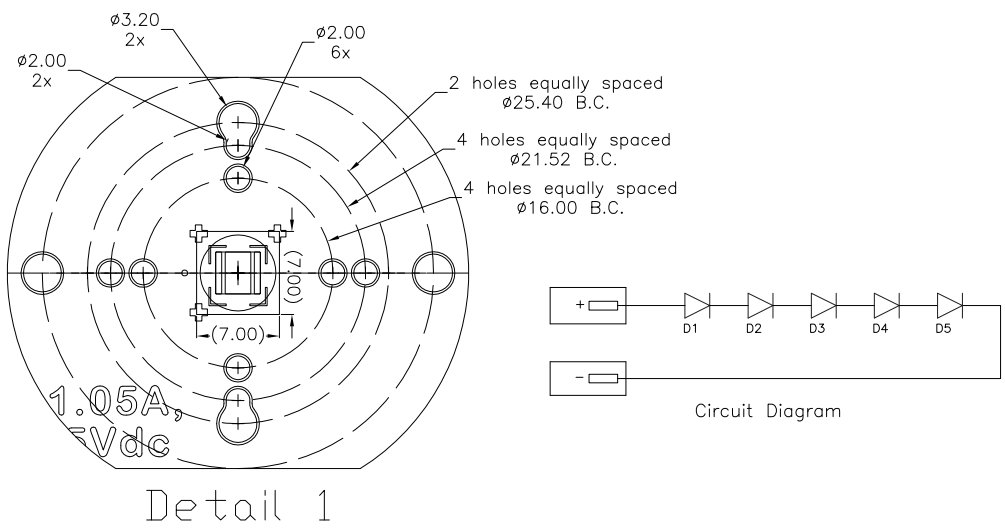 ø3.20
2x
ø2.00
6x
ø2.00
2x
2 holes equally spaced
ø25.40 B.C.
4 holes equally spaced
ø21.52 B.C.
4 holes equally spaced
ø16.00 B.C.
(7.00)
(7.00)
1.05A,
5Vdc
Detail 1
+
D1 D2 D3 D4 D5
-
Circuit Diagram